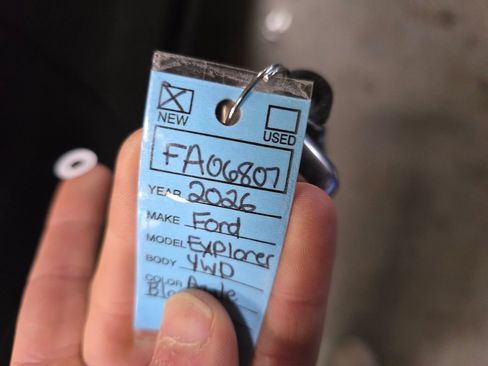 NEW USED
FA06807
YEAR 2026
MAKE Ford
MODEL Explorer
BODY 4WD
COLOR